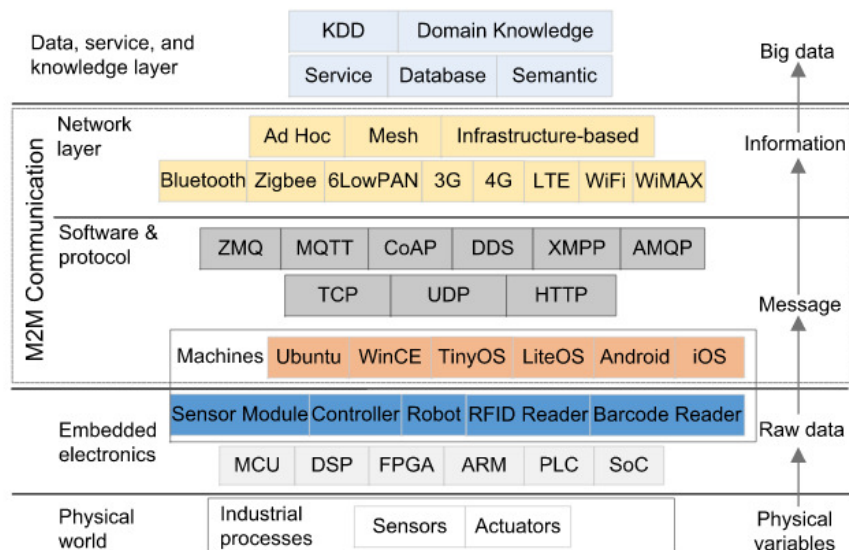 Data, service, and
knowledge layer
KDD Domain Knowledge
Service Database Semantic
Big data
M2M Communication
Network
layer
Ad Hoc Mesh Infrastructure-based
Information
Bluetooth Zigbee 6LowPAN 3G 4G LTE WiFi WiMAX
Software &
protocol
ZMQ MQTT CoAP DDS XMPP AMQP
TCP UDP HTTP
Message
Machines Ubuntu WinCE TinyOS LiteOS Android iOS
Embedded
electronics
Sensor Module Controller Robot RFID Reader Barcode Reader
Raw data
MCU DSP FPGA ARM PLC SoC
Physical
world
Industrial
processes
Sensors Actuators
Physical
variables